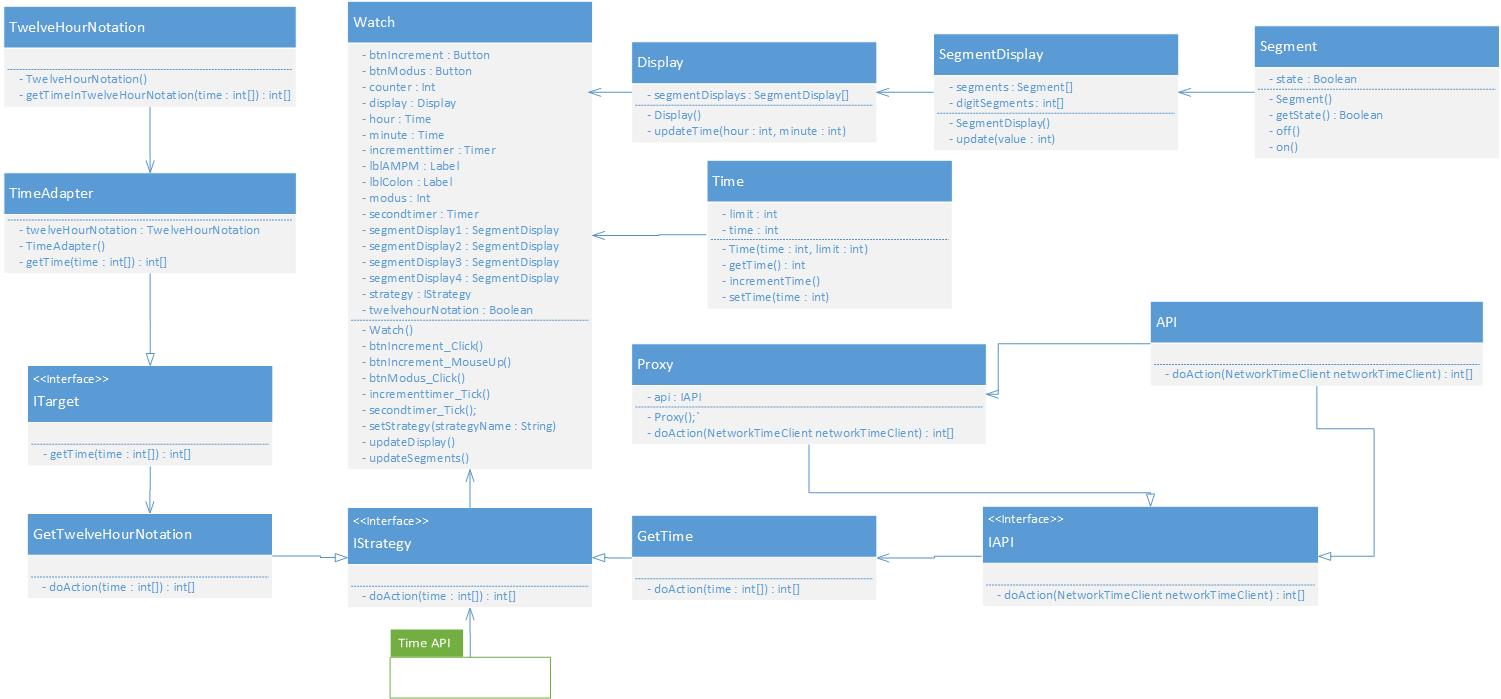 TwelveHourNotation
- TwelveHourNotation()
- getTimeInTwelveHourNotation(time : int[]) : int[]
TimeAdapter
- twelveHourNotation : TwelveHourNotation
- TimeAdapter()
- getTime(time : int[]) : int[]
<<Interface>>
ITarget
- getTime(time : int[]) : int[]
GetTwelveHourNotation
- doAction(time : int[]) : int[]
Watch
- btnIncrement : Button
- btnModus : Button
- counter : Int
- display : Display
- hour : Time
- minute : Time
- incrementtimer : Timer
- lblAMPM : Label
- lblColon : Label
- modus : Int
- secondtimer : Timer
- segmentDisplay1 : SegmentDisplay
- segmentDisplay2 : SegmentDisplay
- segmentDisplay3 : SegmentDisplay
- segmentDisplay4 : SegmentDisplay
- strategy : IStrategy
- twelvehourNotation : Boolean
- Watch()
- btnIncrement_Click()
- btnIncrement_MouseUp()
- btnModus_Click()
- incrementtimer_Tick()
- secondtimer_Tick();
- setStrategy(strategyName : String)
- updateDisplay()
- updateSegments()
<<Interface>>
IStrategy
- doAction(time : int[]) : int[]
Time API
Display
- segmentDisplays : SegmentDisplay[]
- Display()
- updateTime(hour : int, minute : int)
SegmentDisplay
- segments : Segment[]
- digitSegments : int[]
- SegmentDisplay()
- update(value : int)
Segment
- state : Boolean
- Segment()
- getState() : Boolean
- off()
- on()
Time
- limit : int
- time : int
- Time(time : int, limit : int)
- getTime() : int
- incrementTime()
- setTime(time : int)
API
- doAction(NetworkTimeClient networkTimeClient) : int[]
Proxy
- api : IAPI
- Proxy();`
- doAction(NetworkTimeClient networkTimeClient) : int[]
GetTime
- doAction(time : int[]) : int[]
<<Interface>>
IAPI
- doAction(NetworkTimeClient networkTimeClient) : int[]